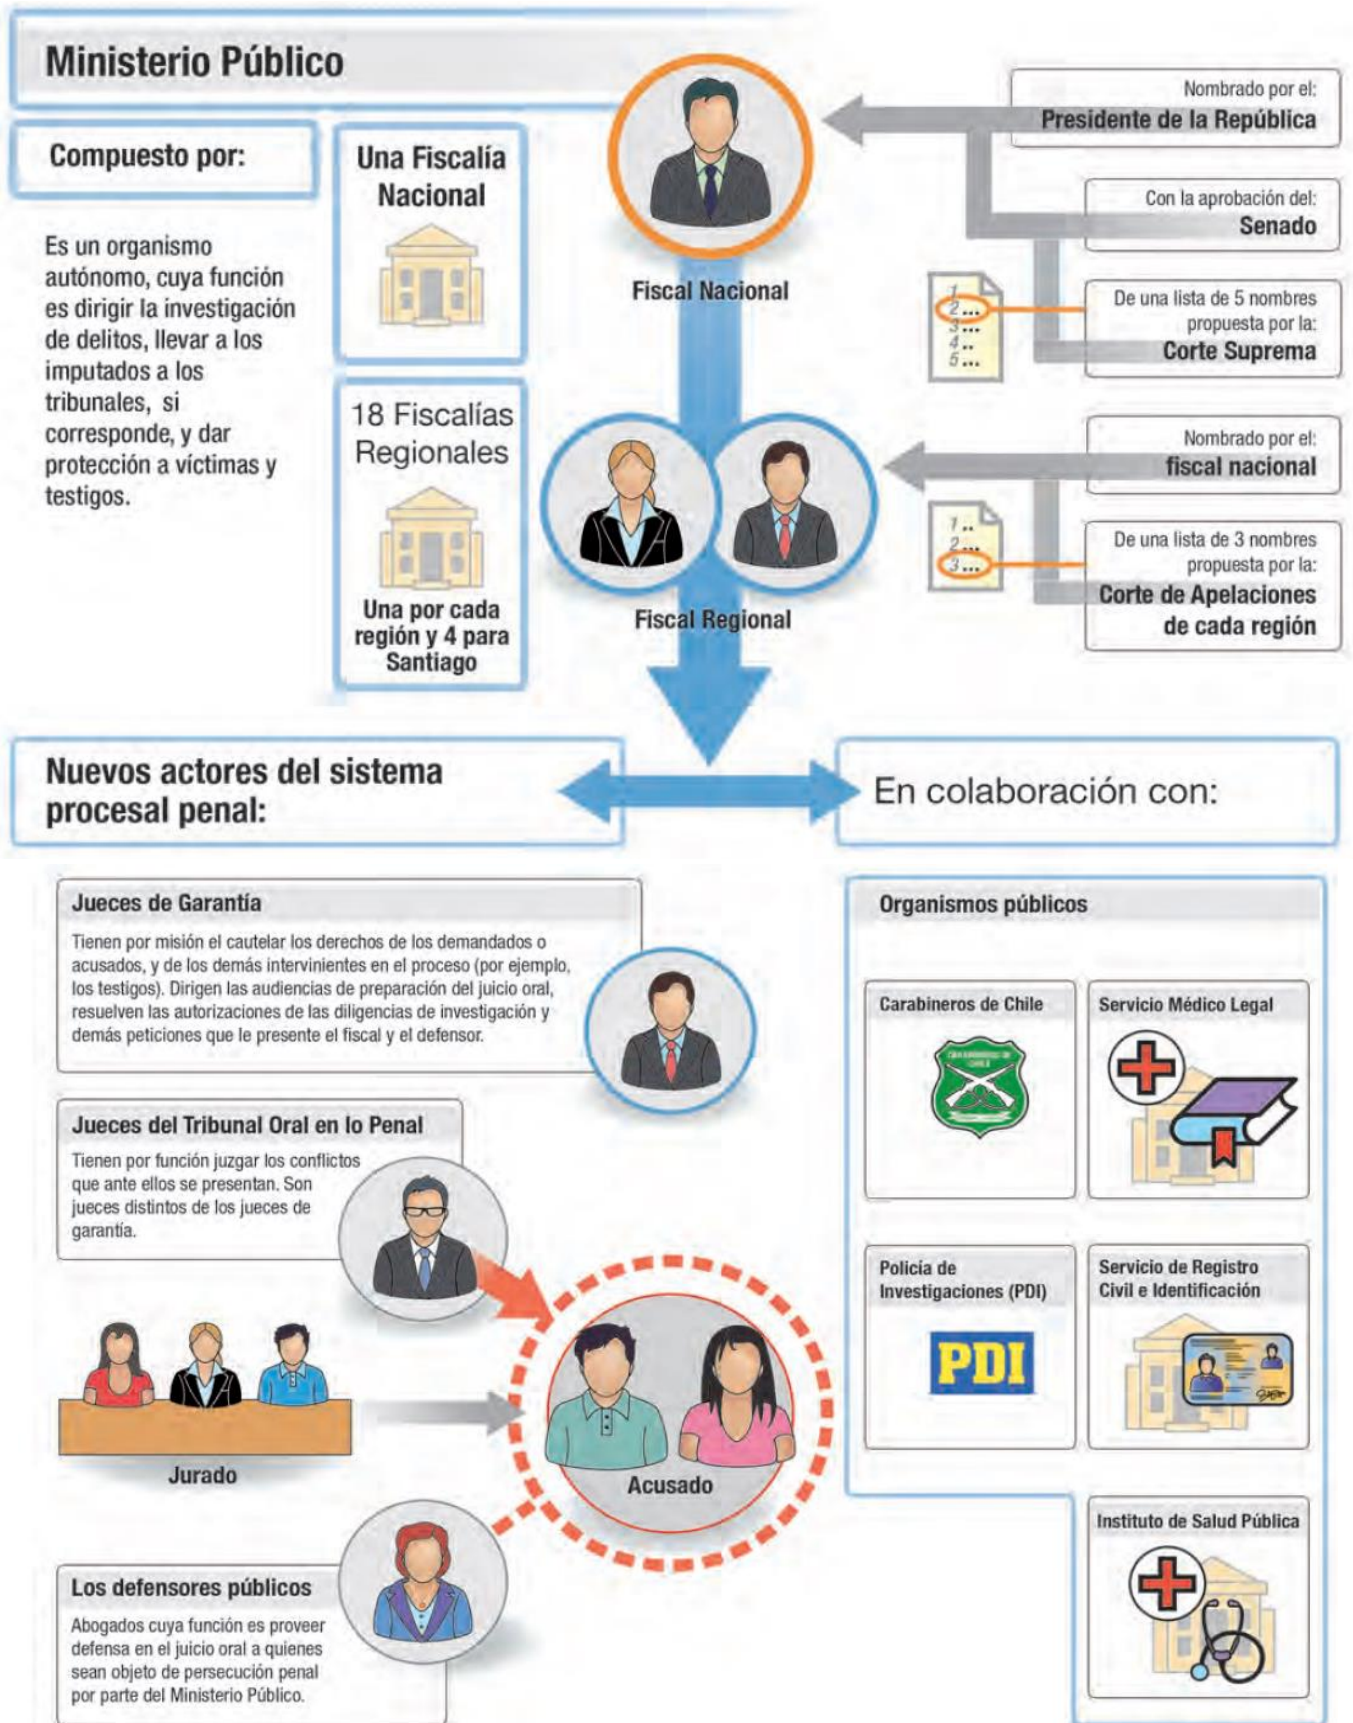 Ministerio Público
Compuesto por:
Es un organismo
autónomo, cuya función
es dirigir la investigación
de delitos, llevar a los
imputados a los
tribunales, si
corresponde, y dar
protección a víctimas y
testigos.
Una Fiscalía
Nacional
18 Fiscalías
Regionales
Una por cada
región y 4 para
Santiago
Fiscal Nacional
Nombrado por el:
Presidente de la República
Con la aprobación del:
Senado
1
2 ...
3 ...
4 ..
5 ...
De una lista de 5 nombres
propuesta por la:
Corte Suprema
Fiscal Regional
Nombrado por el:
fiscal nacional
1 ..
2 ...
3 ...
De una lista de 3 nombres
propuesta por la:
Corte de Apelaciones
de cada región
Nuevos actores del sistema
procesal penal:
En colaboración con:
Jueces de Garantía
Tienen por misión el cautelar los derechos de los demandados o
acusados, y de los demás intervinientes en el proceso (por ejemplo,
los testigos). Dirigen las audiencias de preparación del juicio oral,
resuelven las autorizaciones de las diligencias de investigación y
demás peticiones que le presente el fiscal y el defensor.
Jueces del Tribunal Oral en lo Penal
Tienen por función juzgar los conflictos
que ante ellos se presentan. Son
jueces distintos de los jueces de
garantía.
Jurado
Acusado
Los defensores públicos
Abogados cuya función es proveer
defensa en el juicio oral a quienes
sean objeto de persecución penal
por parte del Ministerio Público.
Organismos públicos
Carabineros de Chile
CARABINEROS DE
CHILE
Servicio Médico Legal
Policía de
Investigaciones (PDI)
PDI
Servicio de Registro
Civil e Identificación
Instituto de Salud Pública